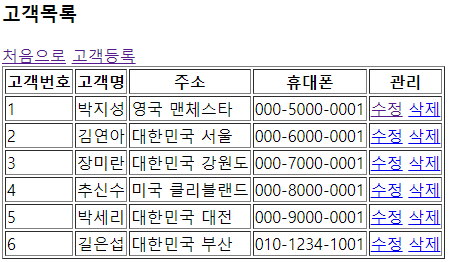 고객목록
처음으로 고객등록
고객번호 고객명 주소 휴대폰 관리
1 박지성 영국 맨체스타 000-5000-0001 수정 삭제
2 김연아 대한민국 서울 000-6000-0001 수정 삭제
3 장미란 대한민국 강원도 000-7000-0001 수정 삭제
4 추신수 미국 클리블랜드 000-8000-0001 수정 삭제
5 박세리 대한민국 대전 000-9000-0001 수정 삭제
6 길은섭 대한민국 부산 010-1234-1001 수정 삭제